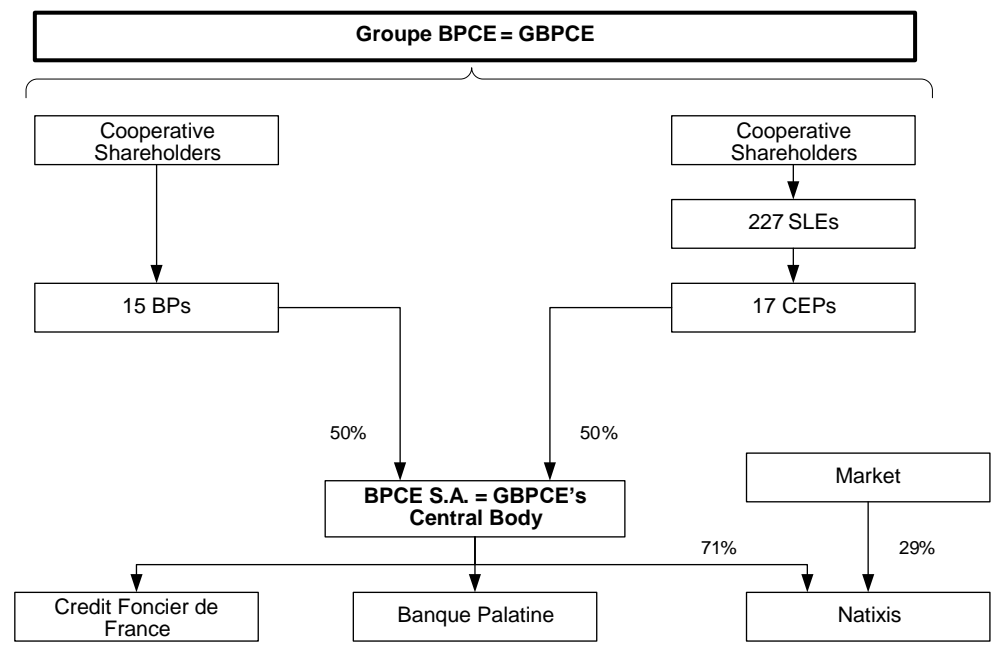 Groupe BPCE = GBPCE
Cooperative
Shareholders
Cooperative
Shareholders
227 SLEs
15 BPs
17 CEPs
50%
50%
Market
BPCE S.A. = GBPCE's
Central Body
71%
29%
Credit Foncier de
France
Banque Palatine
Natixis